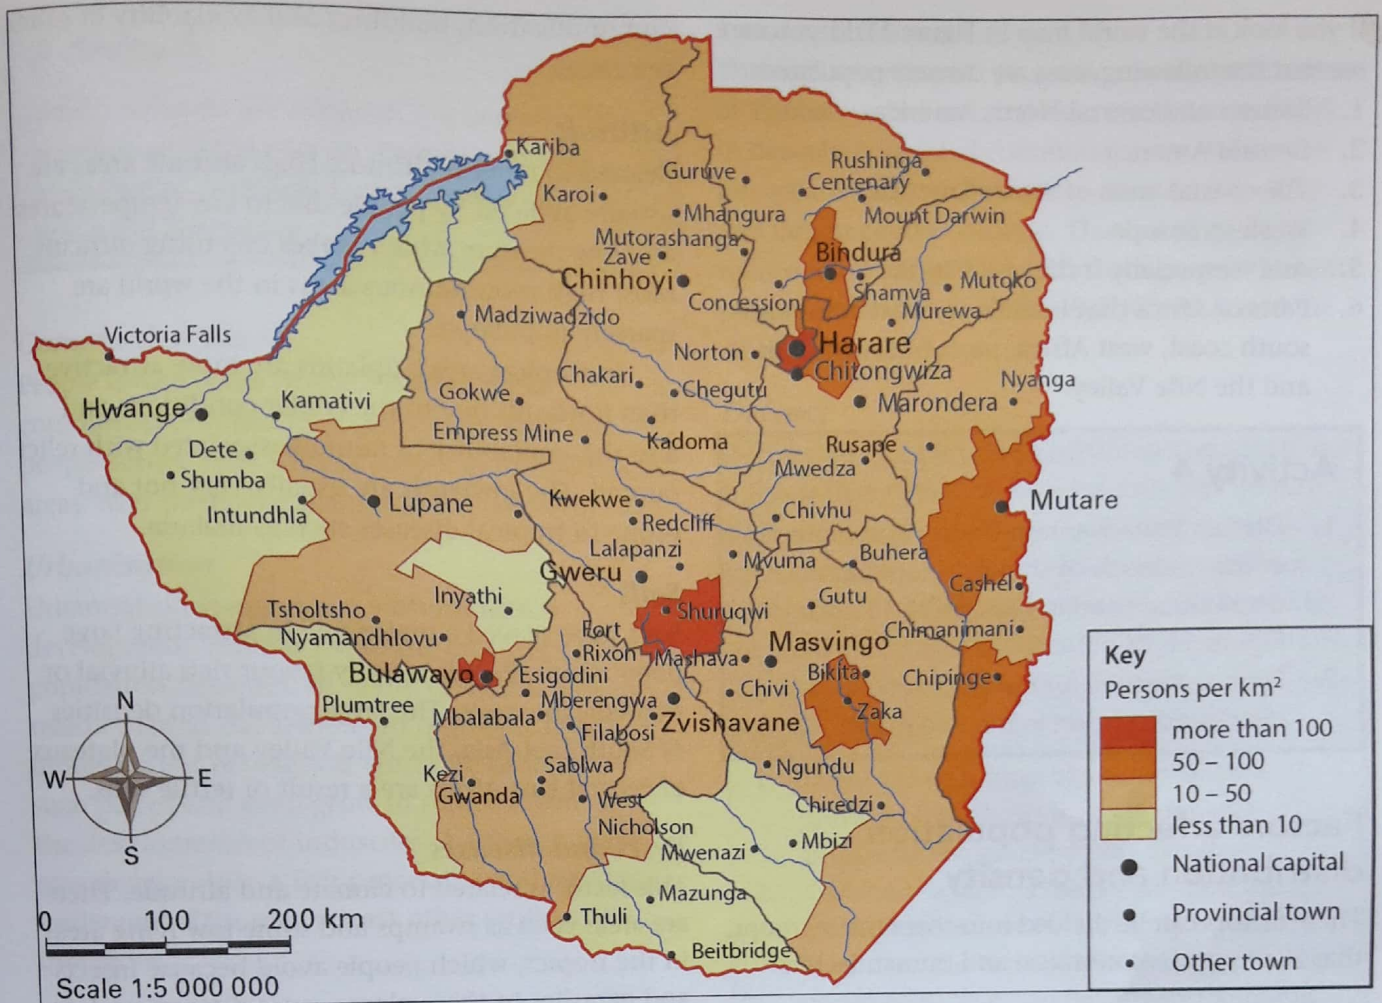 Kariba
Rushinga
Guruve
Centenary
Karoi
Mhangura
Mount Darwin
Mutorashanga
Zave
Bindura
Chinhoyi
Mutoko
Shamva
Concession
Murewa
Madziwadzido
Victoria Falls
Harare
Norton
Chitongwiza
Chakari
Nyanga
Chegutu
Gokwe
Kamativi
Hwange
Marondera
Empress Mine
Kadoma
Rusape
Dete
Mwedza
Shumba
Mutare
Lupane
Kwekwe
Intundhla
Chivhu
Redcliff
Lalapanzi
Mvuma
Buhera
Gweru
Cashel
Inyathi
Gutu
Tsholtsho
Shuruqwi
Fort
Rixon
Chimanimani
Nyamandhlovu
Masvingo
Mashava
Bulawayo
Esigodini
Bikita
Chipinge
Chivi
Mberengwa
Plumtree
Zaka
Mbalabala
Zvishavane
Filabosi
Sablwa
Ngundu
Kezi
Gwanda
West
Nicholson
Chiredzi
Mbizi
Mwenazi
Mazunga
Thuli
Beitbridge
N
W
E
S
0 100 200 km
Scale 1:5 000 000
Key
Persons per km²
more than 100
50 – 100
10 – 50
less than 10
National capital
Provincial town
Other town